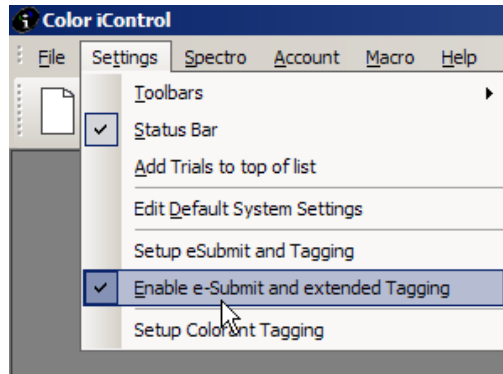 Color iControl
File Settings Spectro Account Macro Help
Toolbars
Status Bar
Add Trials to top of list
Edit Default System Settings
Setup eSubmit and Tagging
Enable e-Submit and extended Tagging
Setup Colorant Tagging